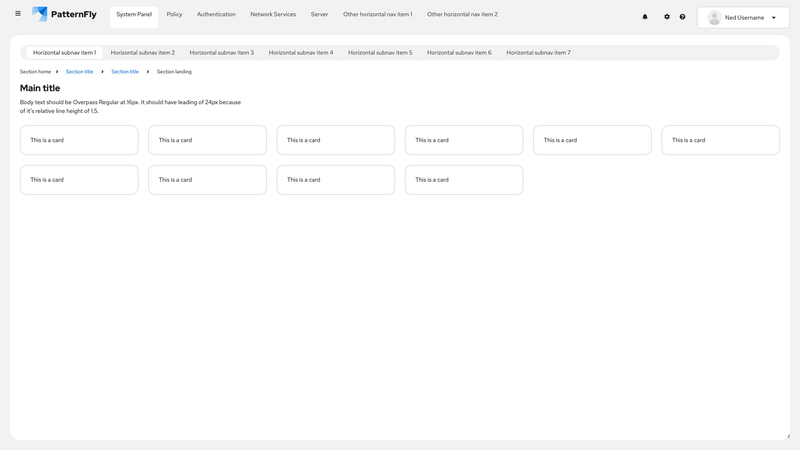 PatternFly
System Panel Policy Authentication Network Services Server Other horizontal nav item 1 Other horizontal nav item 2
Ned Username
Horizontal subnav item 1 Horizontal subnav item 2 Horizontal subnav item 3 Horizontal subnav item 4 Horizontal subnav item 5 Horizontal subnav item 6 Horizontal subnav item 7
Section home Section title Section title Section landing
Main title
Body text should be Overpass Regular at 16px. It should have leading of 24px because
of it's relative line height of 1.5.
This is a card This is a card This is a card This is a card This is a card This is a card
This is a card This is a card This is a card This is a card